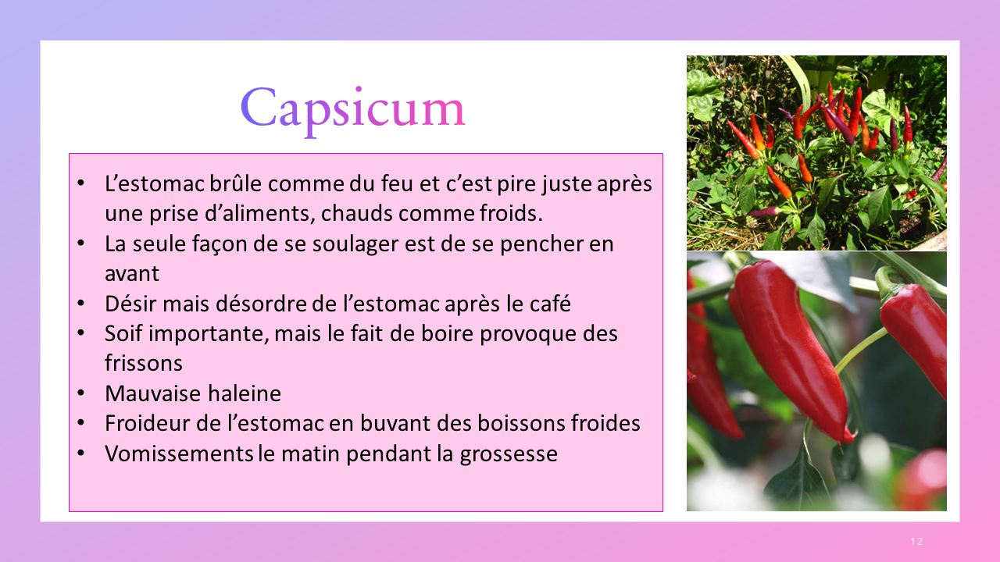 Capsicum
• L’estomac brûle comme du feu et c’est pire juste après
une prise d’aliments, chauds comme froids.
• La seule façon de se soulager est de se pencher en
avant
• Désir mais désordre de l’estomac après le café
• Soif importante, mais le fait de boire provoque des
frissons
• Mauvaise haleine
• Froideur de l’estomac en buvant des boissons froides
• Vomissements le matin pendant la grossesse
12